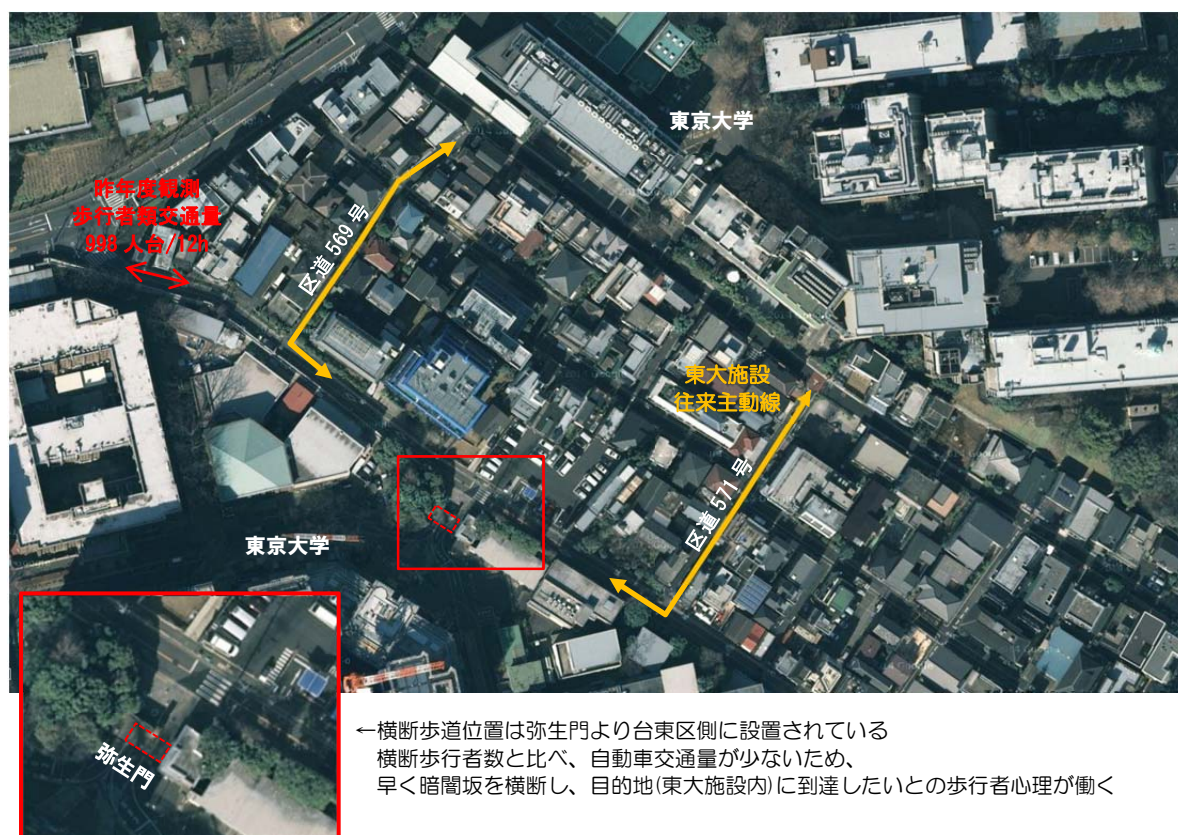 東京大学
昨年度観測
歩行者類交通量
998 人台/12h
区道 569 号
東大施設
往来主動線
区道 571 号
東京大学
弥生門
←横断歩道位置は弥生門より台東区側に設置されている
横断歩行者数と比べ、自動車交通量が少ないため、
早く暗闇坂を横断し、目的地(東大施設内)に到達したいとの歩行者心理が働く